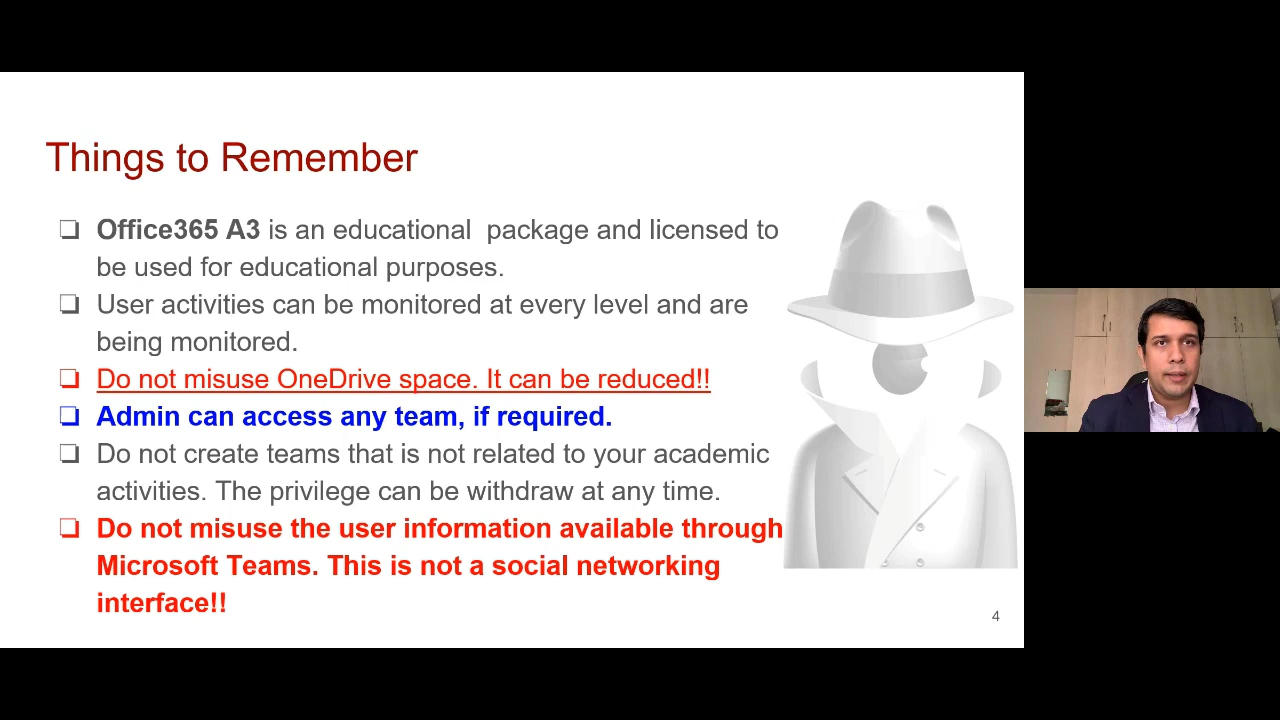 Things to Remember
❏ Office365 A3 is an educational  package and licensed to
be used for educational purposes.
❏ User activities can be monitored at every level and are
being monitored.
❏ Do not misuse OneDrive space. It can be reduced!!
❏ Admin can access any team, if required.
❏ Do not create teams that is not related to your academic
activities. The privilege can be withdraw at any time.
❏ Do not misuse the user information available through
Microsoft Teams. This is not a social networking
interface!!
4